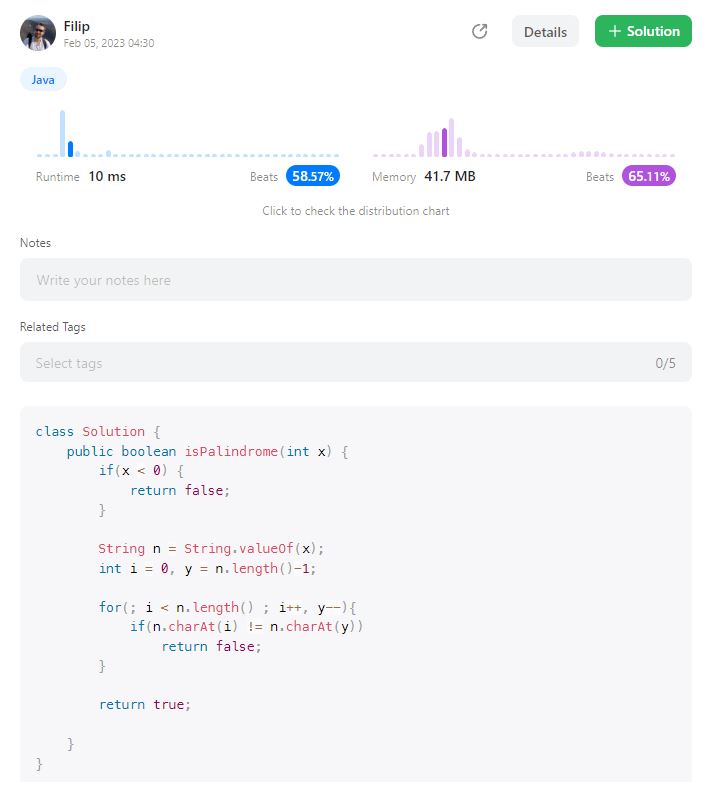 Filip
Feb 05, 2023 04:30
Details
+ Solution
Java
Runtime 10 ms Beats 58.57%
Memory 41.7 MB Beats 65.11%
Click to check the distribution chart
Notes
Write your notes here
Related Tags
Select tags 0/5
class Solution {
    public boolean isPalindrome(int x) {
        if(x < 0) {
            return false;
        }

        String n = String.valueOf(x);
        int i = 0, y = n.length()-1;

        for(; i < n.length() ; i++, y--){
            if(n.charAt(i) != n.charAt(y))
                return false;
        }

        return true;

    }
}